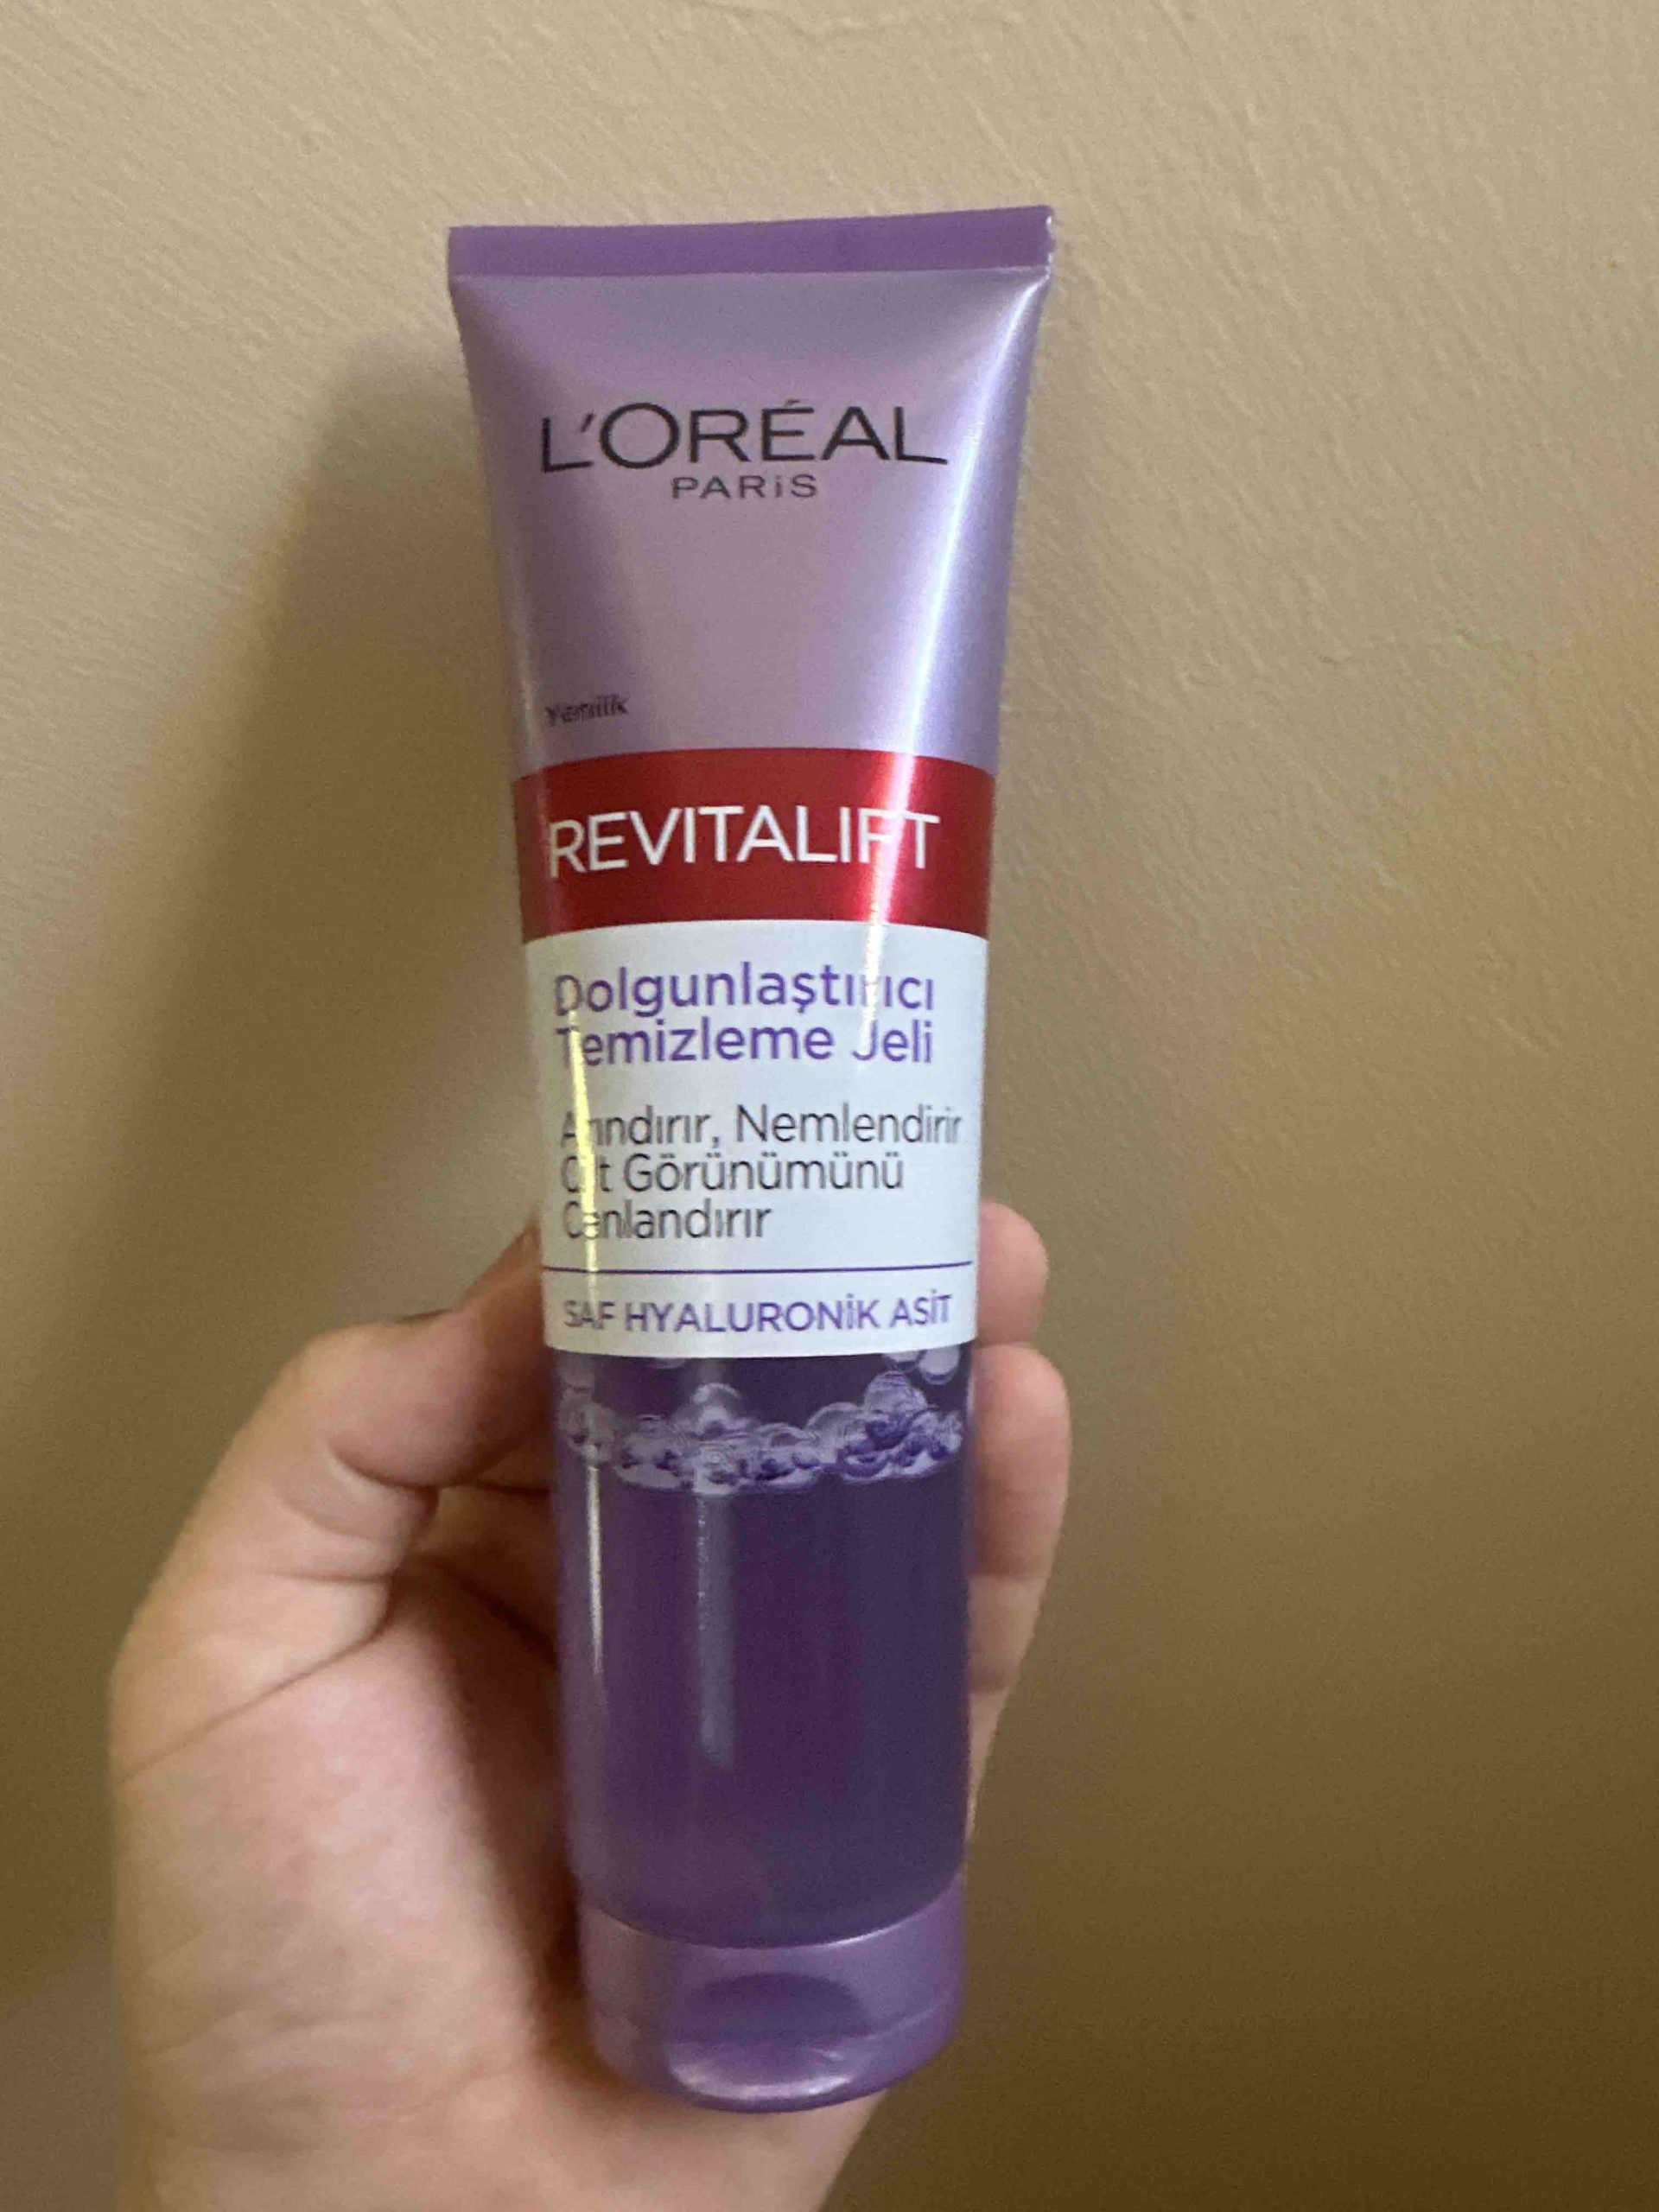 L'ORÉAL
PARiS
Yenilik
REVITALIFT
Dolgunlaştırıcı
Temizleme Jeli
Arındırır, Nemlendirir
Cilt Görünümünü
Canlandırır
SAF HYALURONİK ASİT